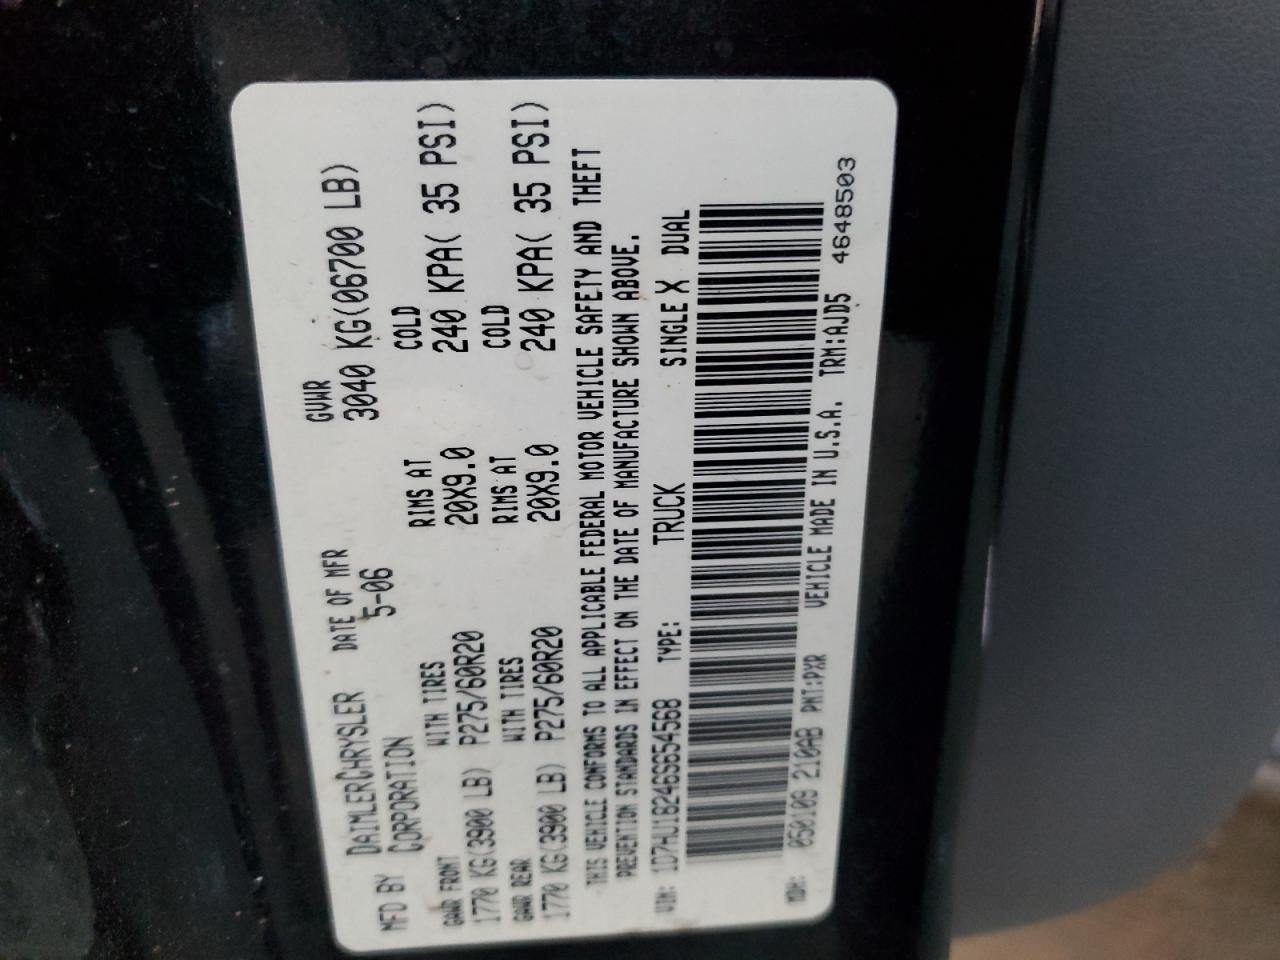 MFD BY DAIMLERCHRYSLER CORPORATION DATE OF MFR 5-06 GVWR 3040 KG(06700 LB)
GAWR FRONT WITH TIRES RIMS AT COLD
1770 KG(3900 LB) P275/60R20 20X9.0 240 KPA( 35 PSI)
GAWR REAR WITH TIRES RIMS AT COLD
1770 KG(3900 LB) P275/60R20 20X9.0 240 KPA( 35 PSI)
THIS VEHICLE CONFORMS TO ALL APPLICABLE FEDERAL MOTOR VEHICLE SAFETY AND THEFT
PREVENTION STANDARDS IN EFFECT ON THE DATE OF MANUFACTURE SHOWN ABOVE.
VIN: 1D7HU18246S654568 TYPE: TRUCK SINGLE X DUAL
MDH: 050109 210AB PNT:PXR VEHICLE MADE IN U.S.A. TRM:AJD5 4648503